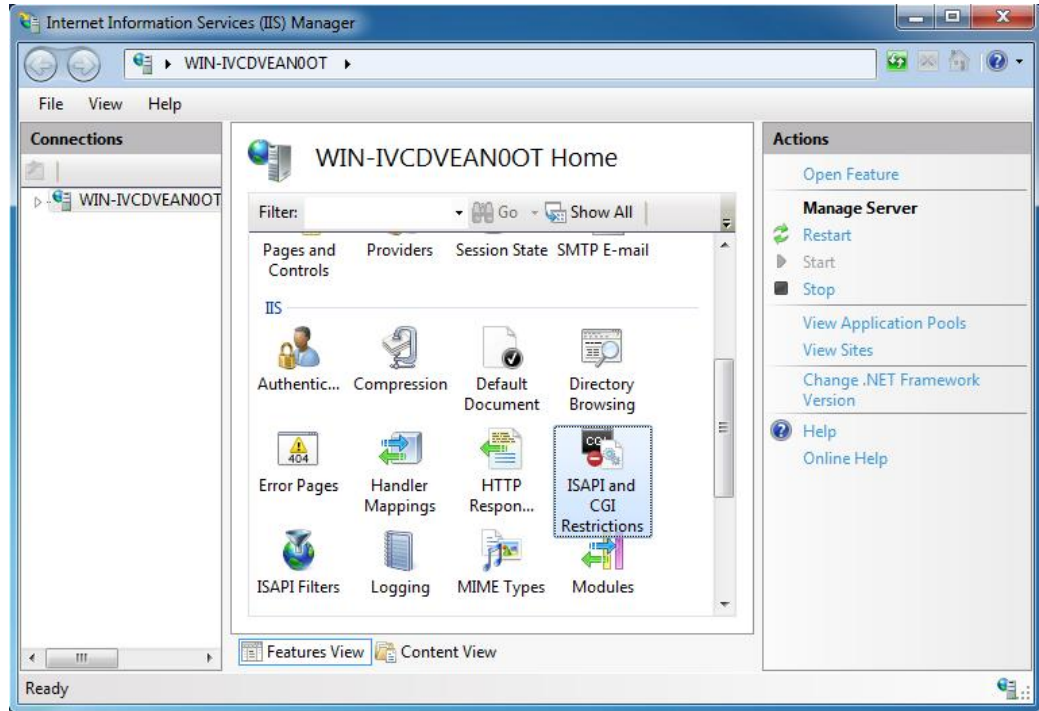 Internet Information Services (IIS) Manager
WIN-IVCDVEAN0OT
File View Help
Connections
WIN-IVCDVEAN0OT
WIN-IVCDVEAN0OT Home
Filter: Go Show All
Pages and Controls
Providers
Session State
SMTP E-mail
IIS
Authentic...
Compression
Default Document
Directory Browsing
Error Pages
Handler Mappings
HTTP Respon...
ISAPI and CGI Restrictions
ISAPI Filters
Logging
MIME Types
Modules
Features View
Content View
Actions
Open Feature
Manage Server
Restart
Start
Stop
View Application Pools
View Sites
Change .NET Framework
Version
Help
Online Help
Ready